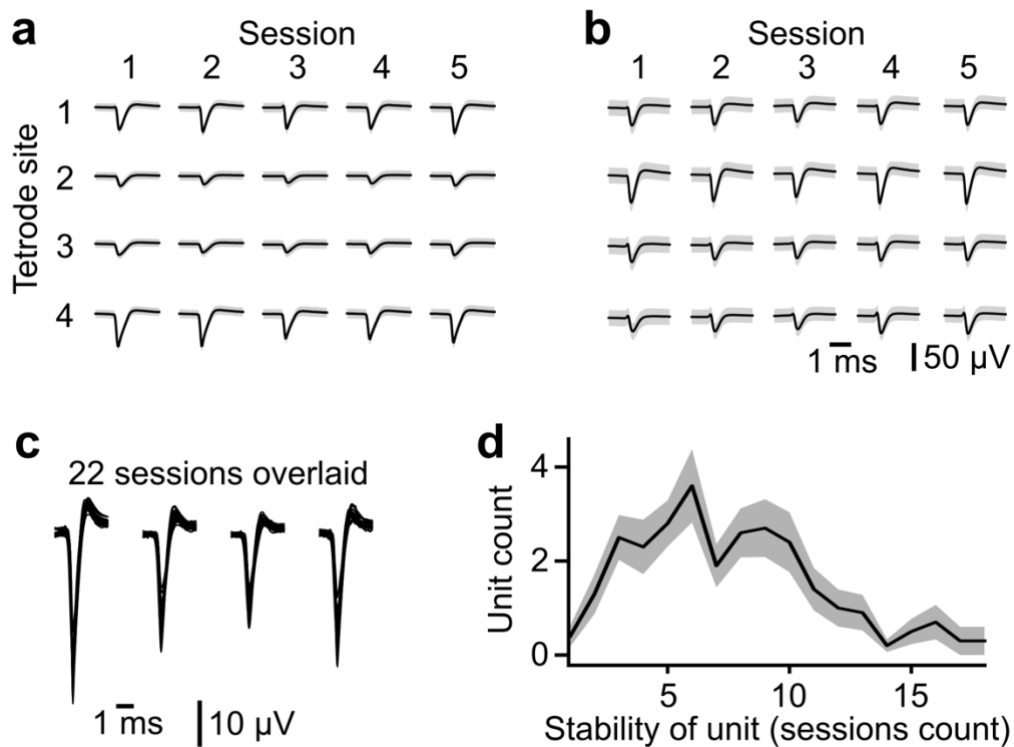 a
Session
1 2 3 4 5
Tetrode site
1
2
3
4
b
Session
1 2 3 4 5
1 ms
50 µV
c
22 sessions overlaid
1 ms
10 µV
d
Unit count
4
2
0
5 10 15
Stability of unit (sessions count)